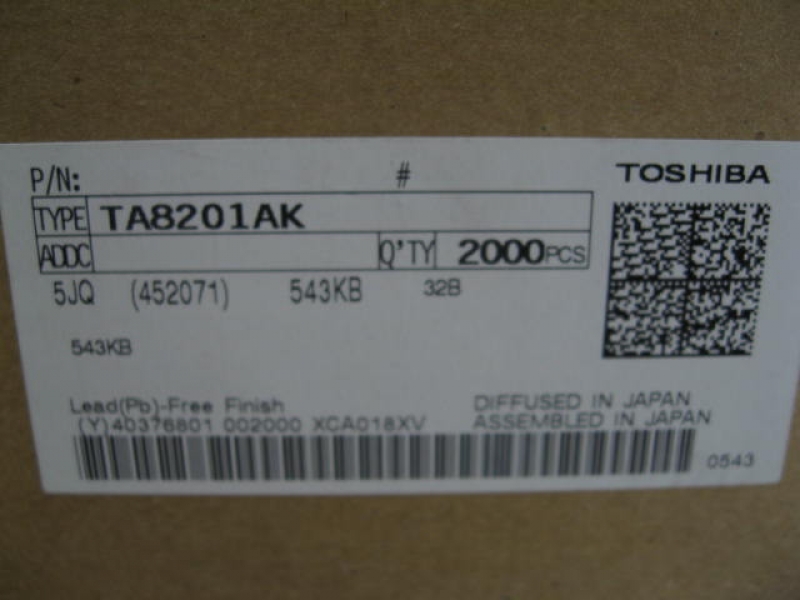 P/N: # TOSHIBA
TYPE TA8201AK
ADDC Q'TY 2000PCS
5JQ (452071) 543KB 32B
543KB
Lead(Pb)-Free Finish DIFFUSED IN JAPAN
(Y)40376801 002000 XCA018XV ASSEMBLED IN JAPAN
0543